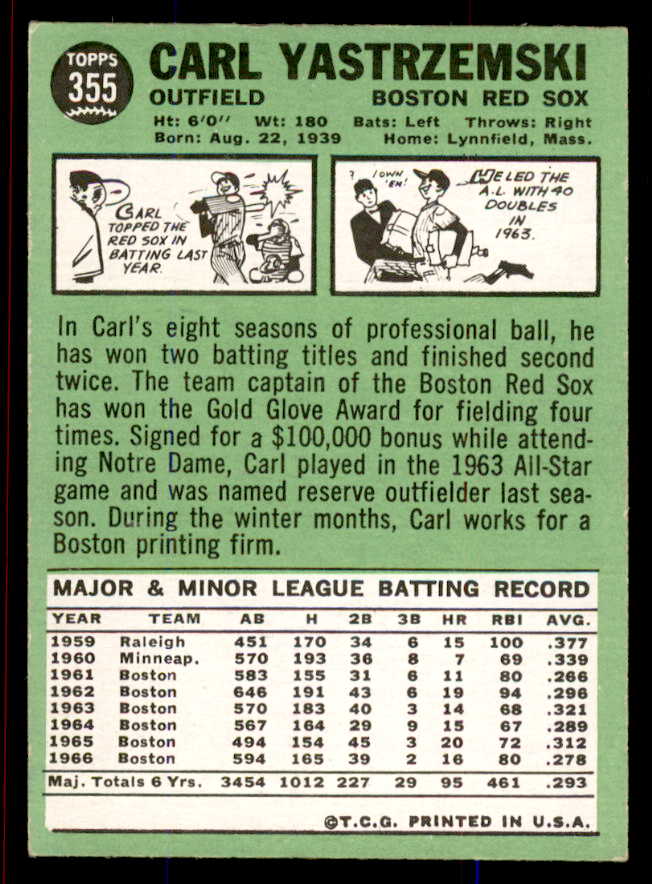 TOPPS
355
CARL YASTRZEMSKI
OUTFIELD BOSTON RED SOX
Ht: 6'0" Wt: 180 Bats: Left Throws: Right
Born: Aug. 22, 1939 Home: Lynnfield, Mass.
CARL
TOPPED THE
RED SOX IN
BATTING LAST
YEAR.
? I OWN
'EM!
HE LED THE
A.L. WITH 40
DOUBLES
IN
1963.
In Carl's eight seasons of professional ball, he
has won two batting titles and finished second
twice. The team captain of the Boston Red Sox
has won the Gold Glove Award for fielding four
times. Signed for a $100,000 bonus while attend-
ing Notre Dame, Carl played in the 1963 All-Star
game and was named reserve outfielder last sea-
son. During the winter months, Carl works for a
Boston printing firm.
MAJOR & MINOR LEAGUE BATTING RECORD
YEAR TEAM AB H 2B 3B HR RBI AVG.
1959 Raleigh 451 170 34 6 15 100 .377
1960 Minneap. 570 193 36 8 7 69 .339
1961 Boston 583 155 31 6 11 80 .266
1962 Boston 646 191 43 6 19 94 .296
1963 Boston 570 183 40 3 14 68 .321
1964 Boston 567 164 29 9 15 67 .289
1965 Boston 494 154 45 3 20 72 .312
1966 Boston 594 165 39 2 16 80 .278
Maj. Totals 6 Yrs. 3454 1012 227 29 95 461 .293
©T.C.G. PRINTED IN U.S.A.